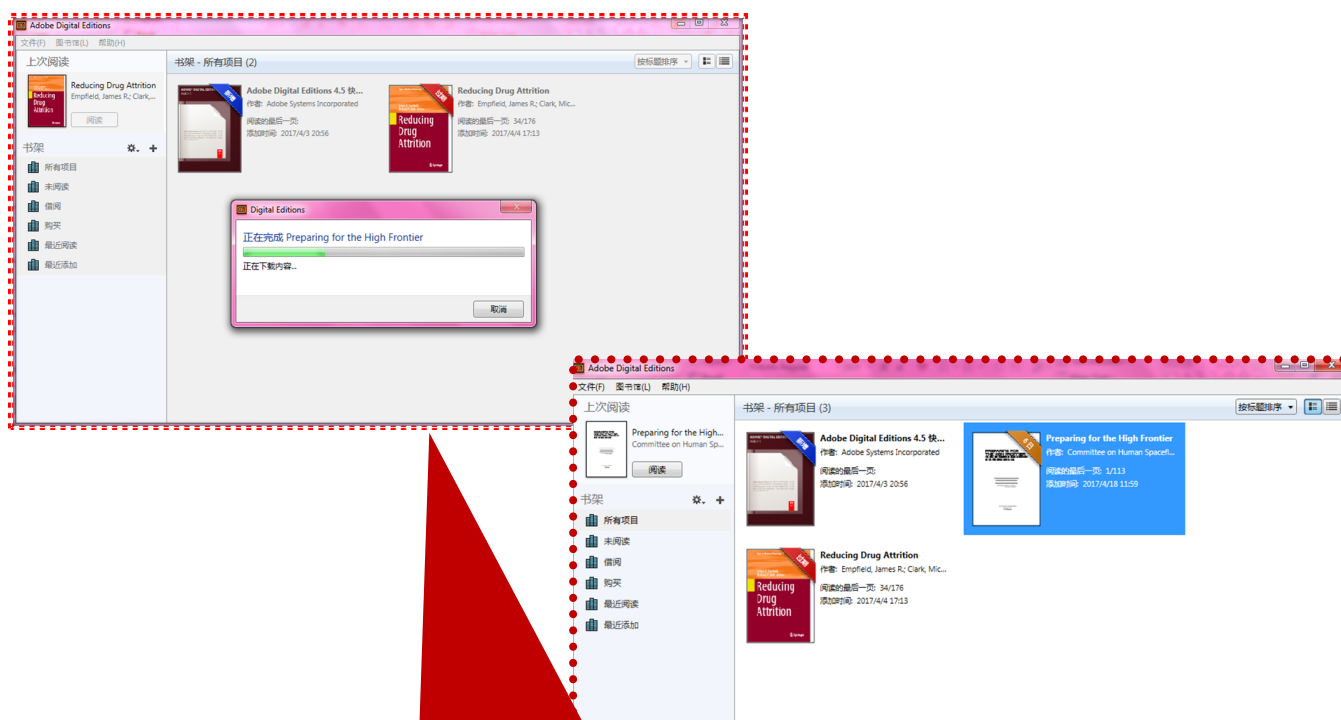 Adobe Digital Editions
文件(F) 图书馆(L) 帮助(H)
上次阅读
Reducing Drug Attrition
Empfield, James R.; Clark,...
阅读
书架
所有项目
未阅读
借阅
购买
最近阅读
最近添加
书架 - 所有项目 (2)
按标题排序
新增
Adobe Digital Editions 4.5 快...
作者: Adobe Systems Incorporated
阅读的最后一页:
添加时间: 2017/4/3 20:56
过期
Reducing
Drug
Attrition
Springer
Reducing Drug Attrition
作者: Empfield, James R.; Clark, Mic...
阅读的最后一页: 34/176
添加时间: 2017/4/4 17:13
Digital Editions
正在完成 Preparing for the High Frontier
正在下载内容...
取消
Adobe Digital Editions
文件(F) 图书馆(L) 帮助(H)
上次阅读
Preparing for the High...
Committee on Human Sp...
阅读
书架
所有项目
未阅读
借阅
购买
最近阅读
最近添加
书架 - 所有项目 (3)
按标题排序
新增
Adobe Digital Editions 4.5 快...
作者: Adobe Systems Incorporated
阅读的最后一页:
添加时间: 2017/4/3 20:56
6 日
Preparing for the High Frontier
作者: Committee on Human Spacefl...
阅读的最后一页: 1/113
添加时间: 2017/4/18 11:59
过期
Reducing
Drug
Attrition
Springer
Reducing Drug Attrition
作者: Empfield, James R.; Clark, Mic...
阅读的最后一页: 34/176
添加时间: 2017/4/4 17:13